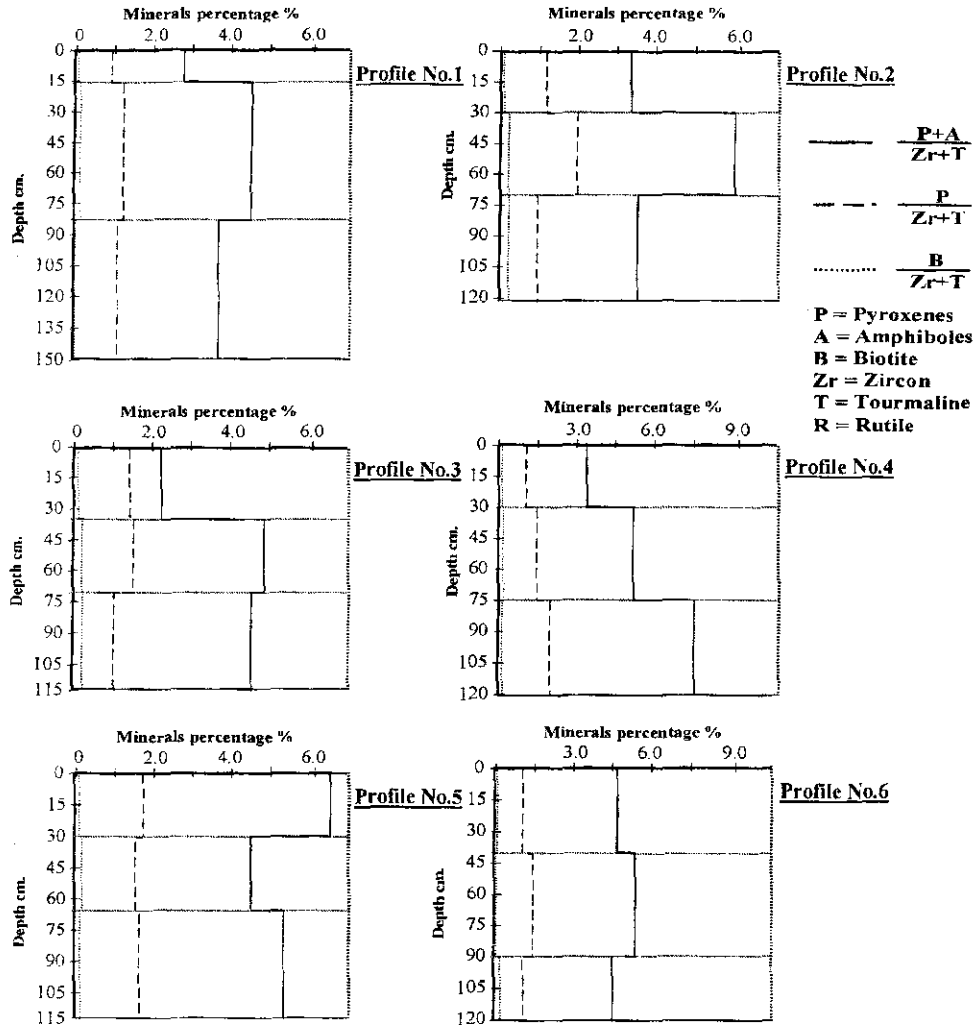 Minerals percentage %
0 2.0 4.0 6.0
Profile No.1
Depth cm.
0
15
30
45
60
75
90
105
120
135
150
Minerals percentage %
0 2.0 4.0 6.0
Profile No.2
Depth cm.
0
15
30
45
60
75
90
105
120
P+A
Zr+T
P
Zr+T
B
Zr+T
P = Pyroxenes
A = Amphiboles
B = Biotite
Zr = Zircon
T = Tourmaline
R = Rutile
Minerals percentage %
0 2.0 4.0 6.0
Profile No.3
Depth cm.
0
15
30
45
60
75
90
105
115
Minerals percentage %
3.0 6.0 9.0
Profile No.4
Depth cm.
0
15
30
45
60
75
90
105
120
Minerals percentage %
0 2.0 4.0 6.0
Profile No.5
Depth cm.
0
15
30
45
60
75
90
105
115
Minerals percentage %
3.0 6.0 9.0
Profile No.6
Depth cm.
0
15
30
45
60
75
90
105
120